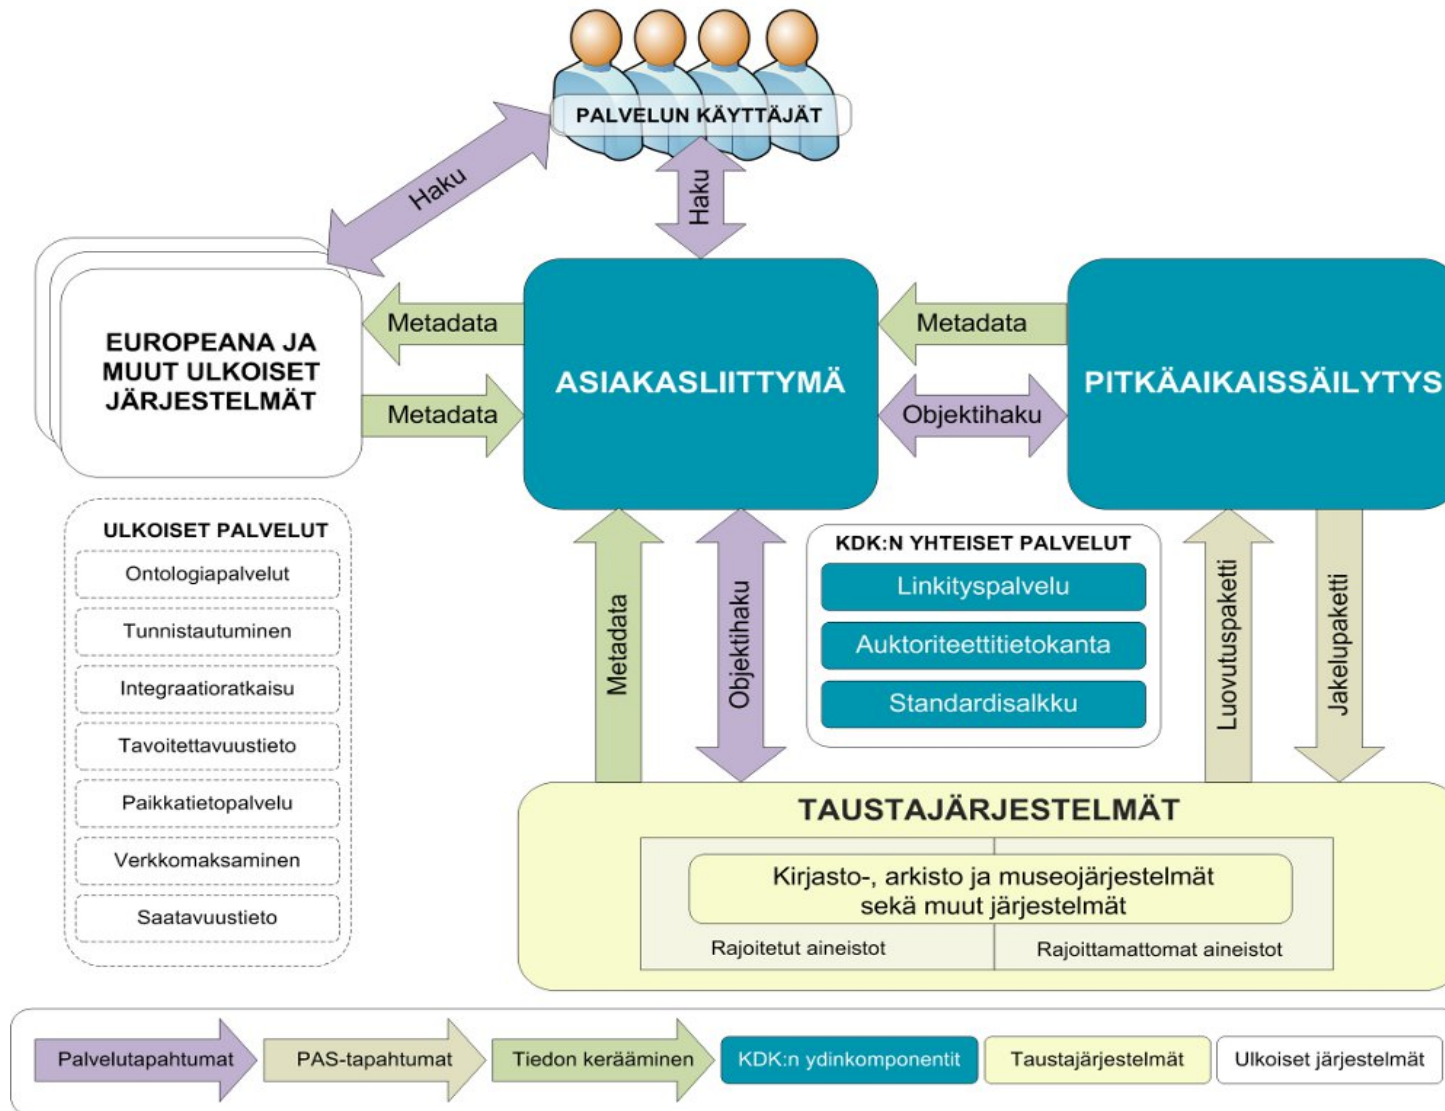 PALVELUN KÄYTTÄJÄT
Haku
Haku
EUROPEANA JA
MUUT ULKOISET
JÄRJESTELMÄT
Metadata
Metadata
ASIAKASLIITTYMÄ
Metadata
Objektihaku
PITKÄAIKAISSÄILYTYS
ULKOISET PALVELUT
Ontologiapalvelut
Tunnistautuminen
Integraatioratkaisu
Tavoitettavuustieto
Paikkatietopalvelu
Verkkomaksaminen
Saatavuustieto
Metadata
Objektihaku
KDK:N YHTEISET PALVELUT
Linkityspalvelu
Auktoriteettitietokanta
Standardisalkku
Luovutuspaketti
Jakelupaketti
TAUSTAJÄRJESTELMÄT
Kirjasto-, arkisto ja museojärjestelmät
sekä muut järjestelmät
Rajoitetut aineistot
Rajoittamattomat aineistot
Palvelutapahtumat
PAS-tapahtumat
Tiedon kerääminen
KDK:n ydinkomponentit
Taustajärjestelmät
Ulkoiset järjestelmät